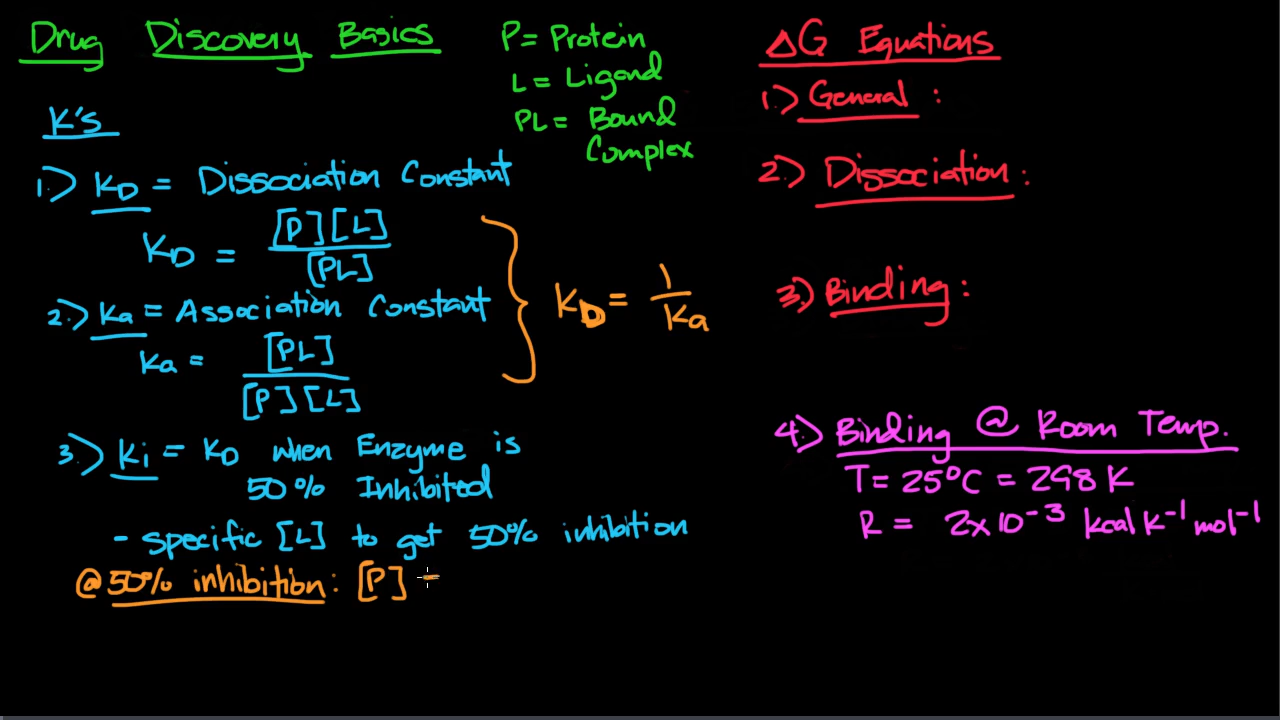 Drug Discovery Basics
P = Protein
L = Ligand
PL = Bound
Complex
K's
1.) KD = Dissociation Constant
KD = [P][L] / [PL]
2.) Ka = Association Constant
Ka = [PL] / [P][L]
KD = 1 / Ka
3.) Ki = KD when Enzyme is
50% Inhibited
- specific [L] to get 50% inhibition
@ 50% inhibition: [P] -
ΔG Equations
1.) General :
2.) Dissociation :
3.) Binding :
4.) Binding @ Room Temp.
T = 25°C = 298 K
R = 2x10⁻³ kcal K⁻¹ mol⁻¹